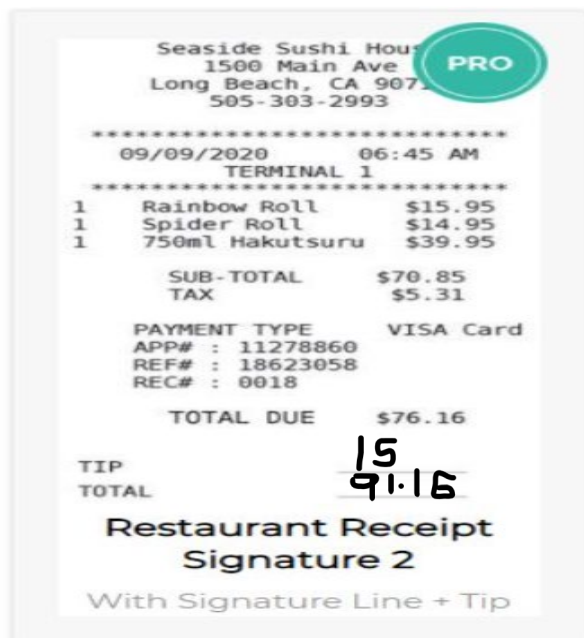 Seaside Sushi
PRO
1500 Main Ave
Long Beach, CA
505-303-2993
*****************************
09/09/2020 06:45 AM
TERMINAL 1
*****************************
1 Rainbow Roll $15.95
1 Spider Roll $14.95
1 750ml Hakutsuru $39.95
SUB-TOTAL $70.85
TAX $5.31
PAYMENT TYPE VISA Card
APP# : 11278860
REF# : 18623058
REC# : 0018
TOTAL DUE $76.16
TIP 15
TOTAL 91.16
Restaurant Receipt
Signature 2
With Signature Line + Tip